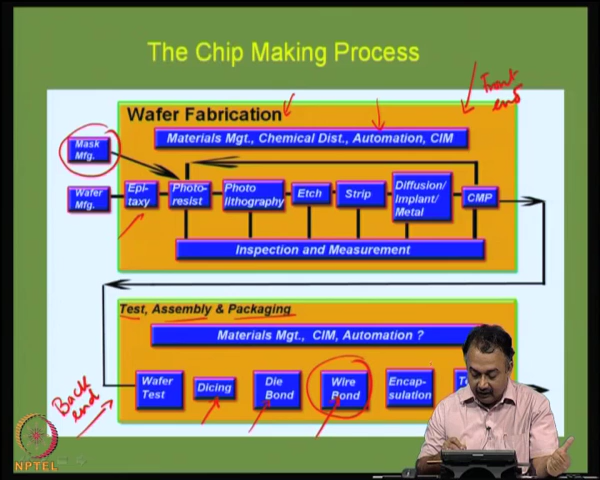 The Chip Making Process
Front
end
Wafer Fabrication
Materials Mgt., Chemical Dist., Automation, CIM
Mask
Mfg.
Wafer
Mfg.
Epi-
taxy
Photo-
resist
Photo
lithography
Etch
Strip
Diffusion/
Implant/
Metal
CMP
Inspection and Measurement
Test, Assembly & Packaging
Materials Mgt., CIM, Automation ?
Back
end
Wafer
Test
Dicing
Die
Bond
Wire
Bond
Encap-
sulation
NPTEL